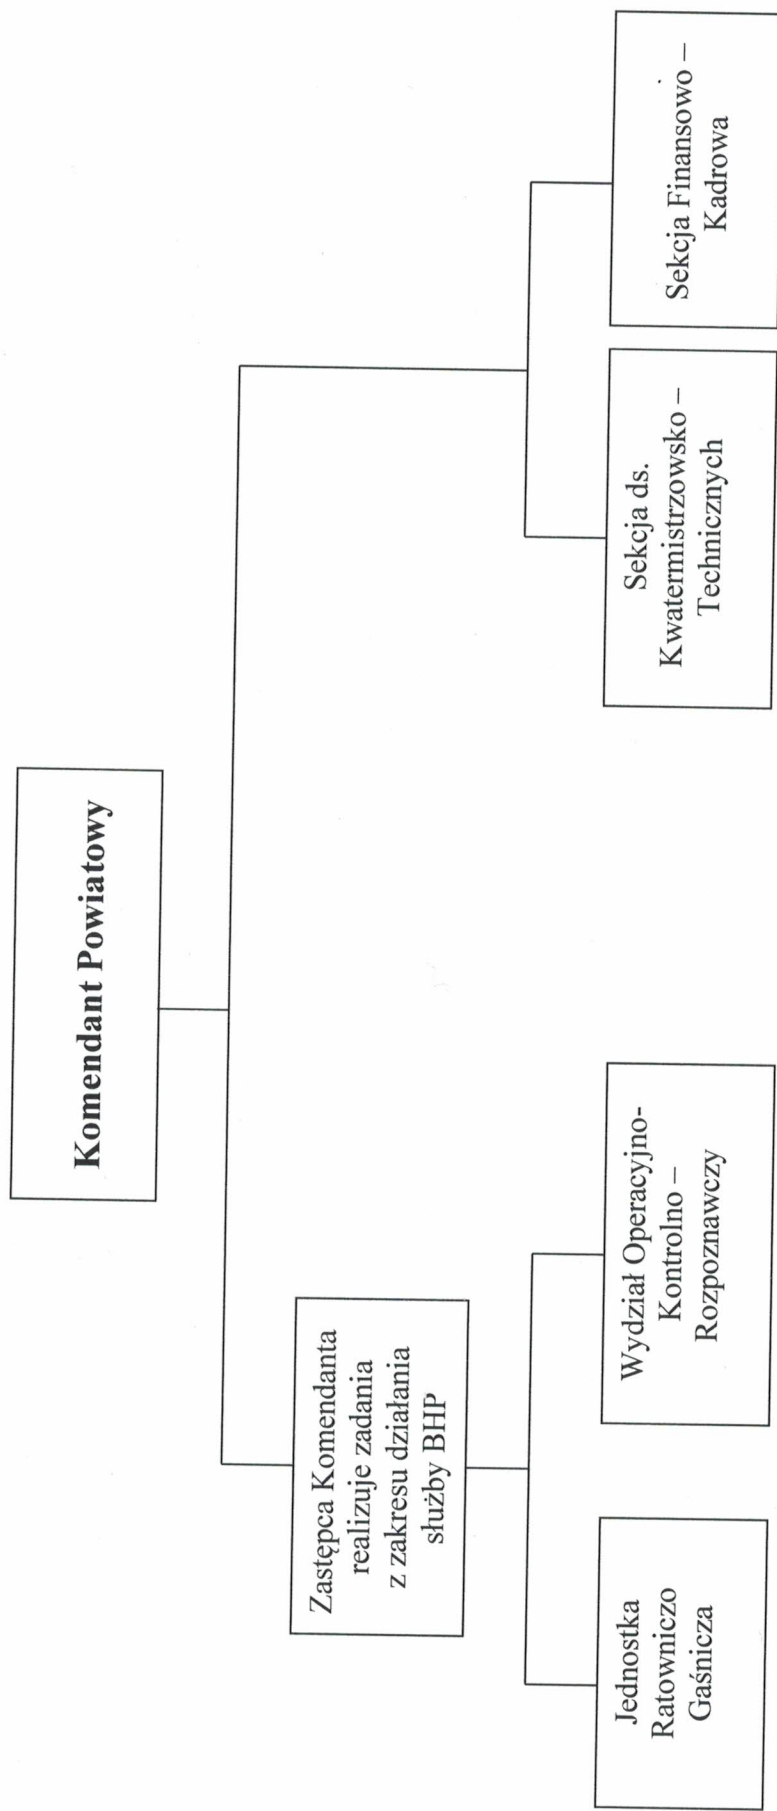 Komendant Powiatowy
Zastępca Komendanta
realizuje zadania
z zakresu działania
służby BHP
Jednostka
Ratowniczo
Gaśnicza
Wydział Operacyjno-
Kontrolno –
Rozpoznawczy
Sekcja ds.
Kwatermistrzowsko –
Technicznych
Sekcja Finansowo –
Kadrowa